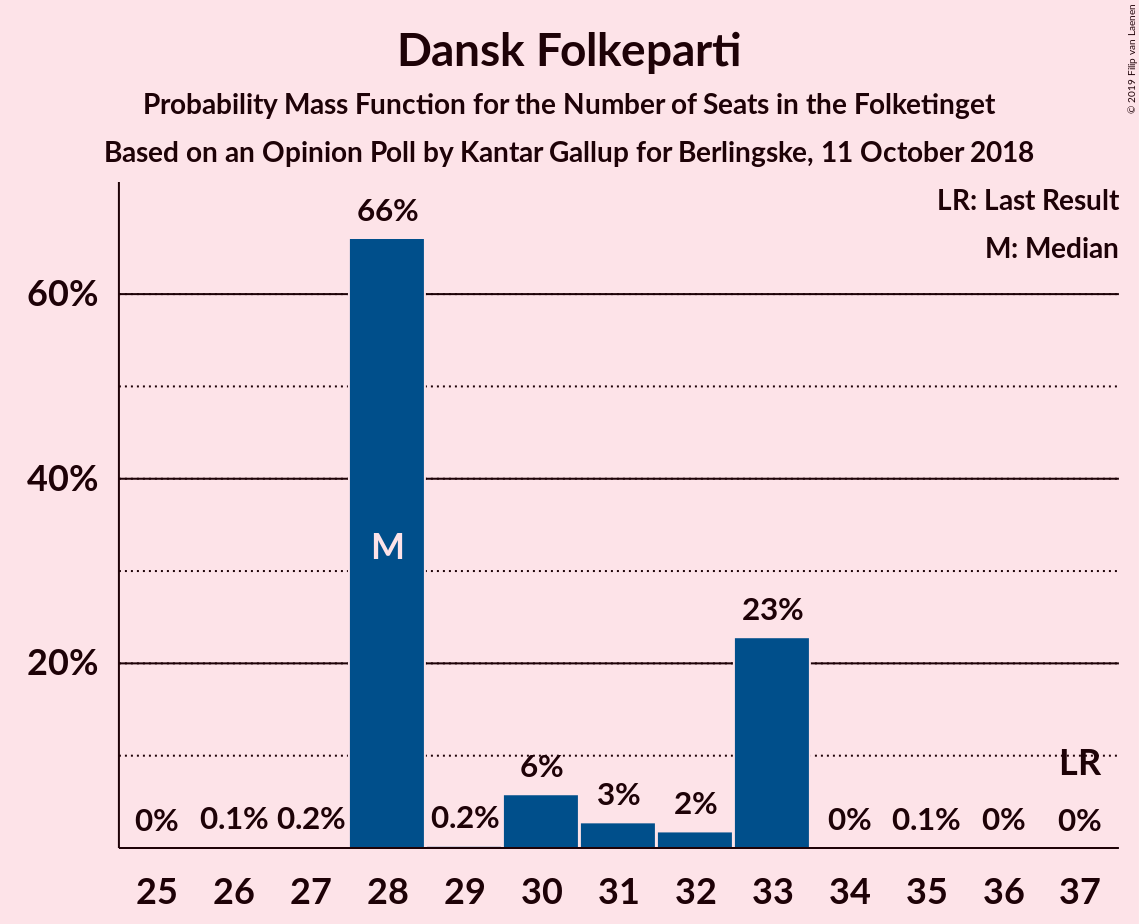 Dansk Folkeparti
Probability Mass Function for the Number of Seats in the Folketinget
Based on an Opinion Poll by Kantar Gallup for Berlingske, 11 October 2018
© 2019 Filip van Laenen
LR: Last Result
M: Median
60%
40%
20%
66%
M
23%
6%
3%
2%
LR
0%
0.1%
0.2%
0.2%
0%
0.1%
0%
0%
25 26 27 28 29 30 31 32 33 34 35 36 37